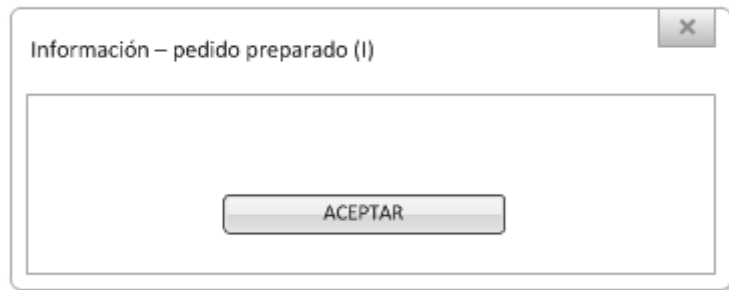 Información – pedido preparado (I)
ACEPTAR